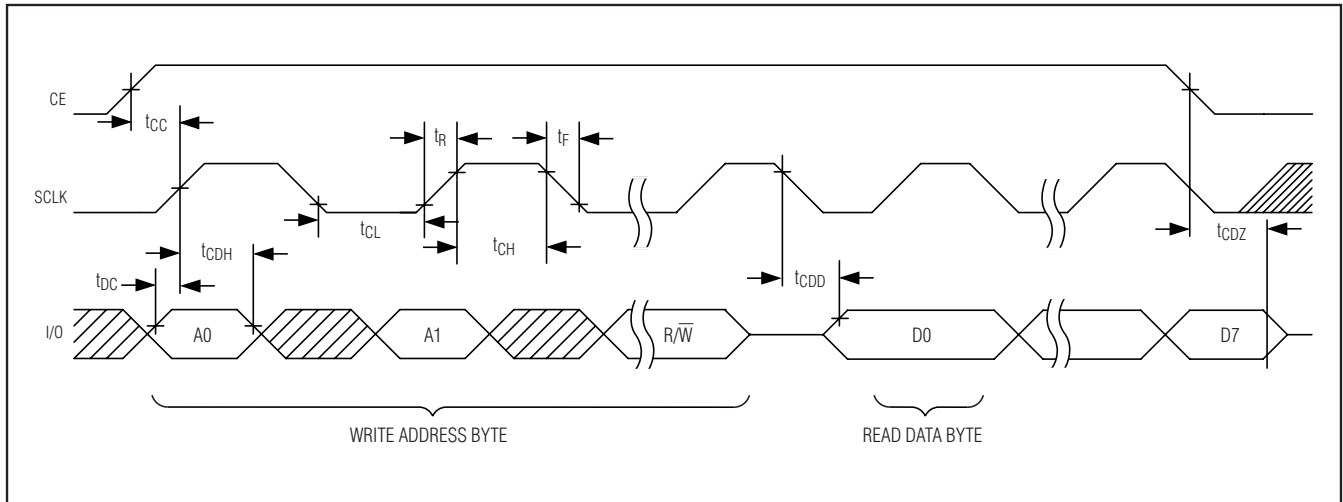 CE
tCC
tR
tF
SCLK
tCL
tCH
tCDZ
tCDH
tCDD
tDC
I/O
A0
A1
R/W̅
D0
D7
WRITE ADDRESS BYTE
READ DATA BYTE